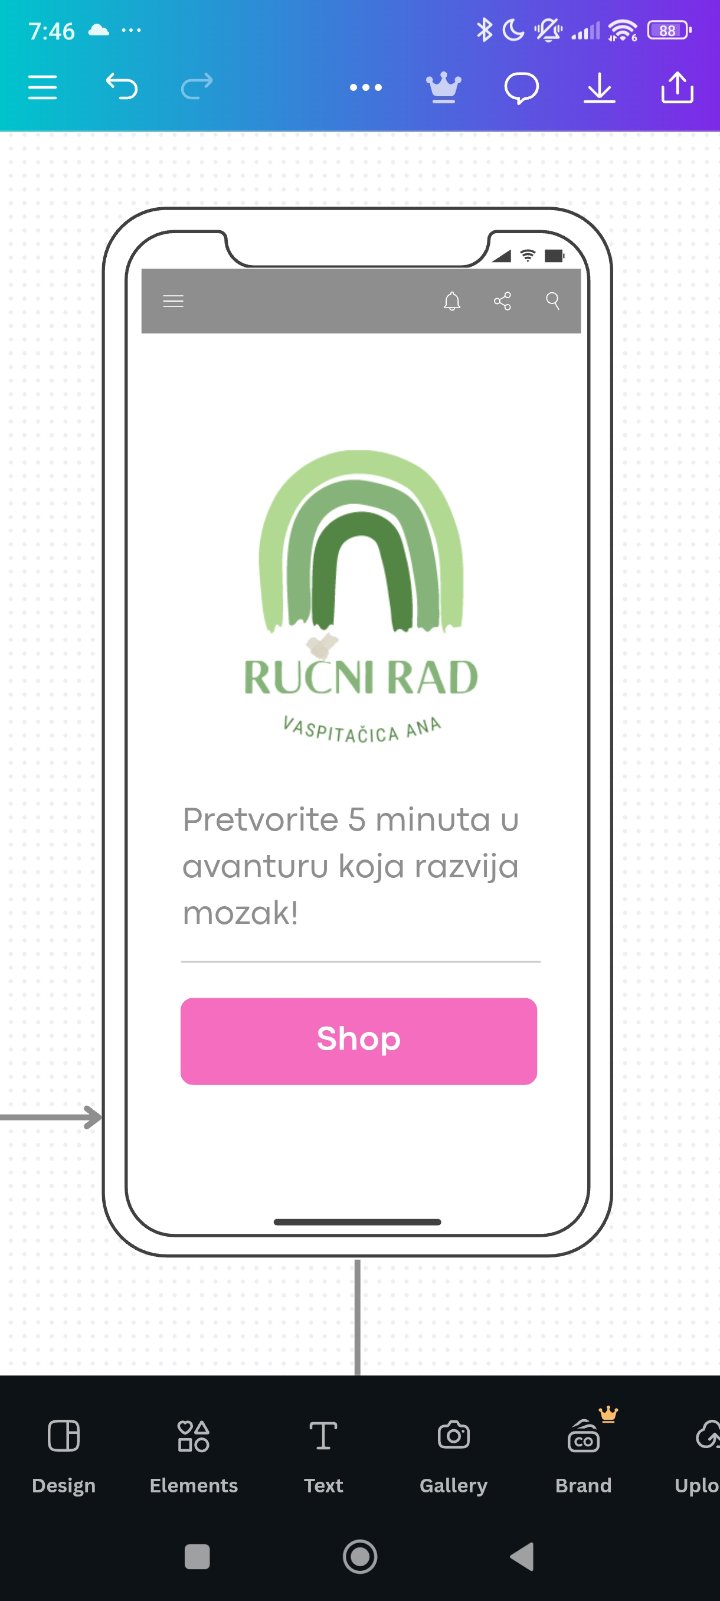 7:46
88
RUČNI RAD
VASPITAČICA ANA
Pretvorite 5 minuta u
avanturu koja razvija
mozak!
Shop
CO
Design
Elements
Text
Gallery
Brand
Uplo